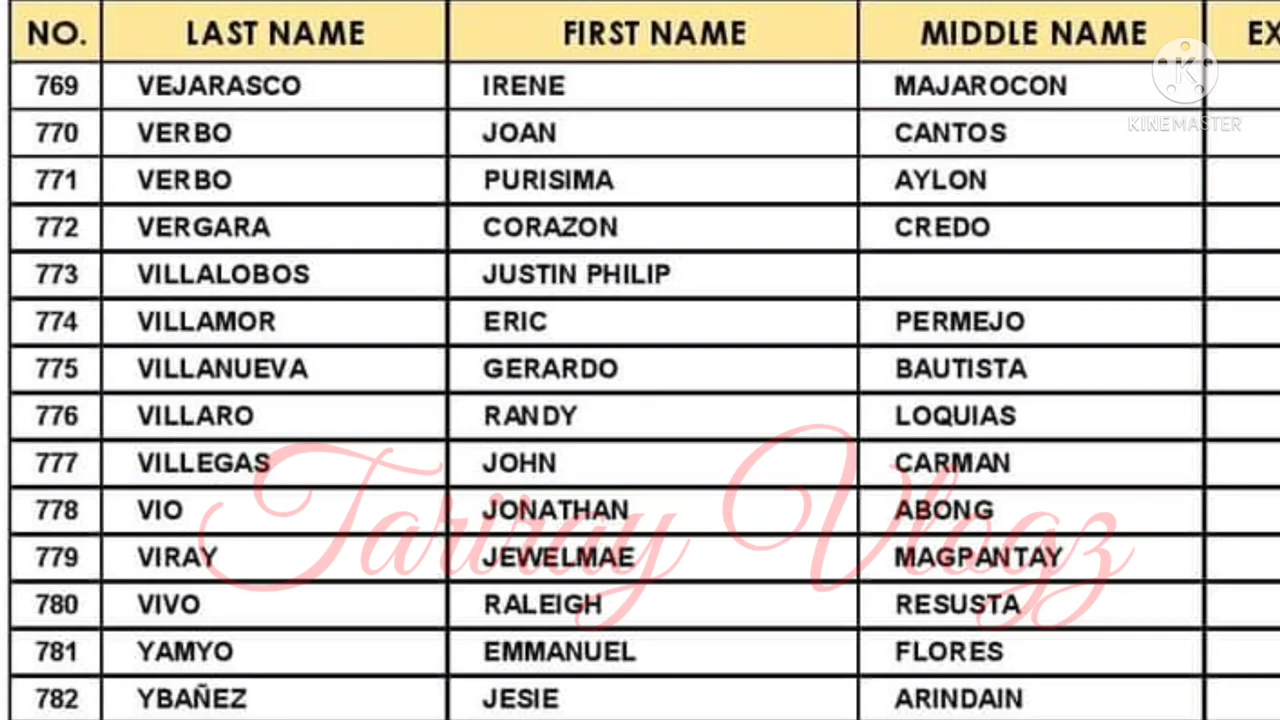 NO. LAST NAME FIRST NAME MIDDLE NAME EX
769 VEJARASCO IRENE MAJAROCON
KINEMASTER
770 VERBO JOAN CANTOS
771 VERBO PURISIMA AYLON
772 VERGARA CORAZON CREDO
773 VILLALOBOS JUSTIN PHILIP
774 VILLAMOR ERIC PERMEJO
775 VILLANUEVA GERARDO BAUTISTA
776 VILLARO RANDY LOQUIAS
777 VILLEGAS JOHN CARMAN
778 VIO JONATHAN ABONG
Tariray Vlogz
779 VIRAY JEWELMAE MAGPANTAY
780 VIVO RALEIGH RESUSTA
781 YAMYO EMMANUEL FLORES
782 YBAÑEZ JESIE ARINDAIN